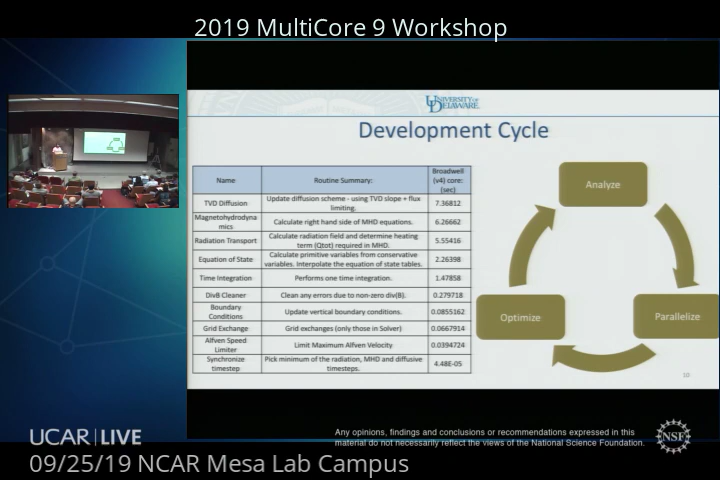 2019 MultiCore 9 Workshop
UNIVERSITY OF
DELAWARE
Development Cycle
Name
Routine Summary:
Broadwell
(v4) core:
(sec)
TVD Diffusion
Update diffusion scheme - using TVD slope + flux
limiting.
7.36812
Magnetohydrodyna
mics
Calculate right hand side of MHD equations.
6.26662
Radiation Transport
Calculate radiation field and determine heating
term (Qtot) required in MHD.
5.55416
Equation of State
Calculate primitive variables from conservative
variables. Interpolate the equation of state tables.
2.26398
Time Integration
Performs one time integration.
1.47858
DivB Cleaner
Clean any errors due to non-zero div(B).
0.279718
Boundary
Conditions
Update vertical boundary conditions.
0.0855162
Grid Exchange
Grid exchanges (only those in Solver)
0.0667914
Alfven Speed
Limiter
Limit Maximum Alfven Velocity
0.0394724
Synchronize
timestep
Pick minimum of the radiation, MHD and diffusive
timesteps.
4.48E-05
Analyze
Parallelize
Optimize
10
UCAR|LIVE
Any opinions, findings and conclusions or recommendations expressed in this
material do not necessarily reflect the views of the National Science Foundation.
NSF
09/25/19 NCAR Mesa Lab Campus